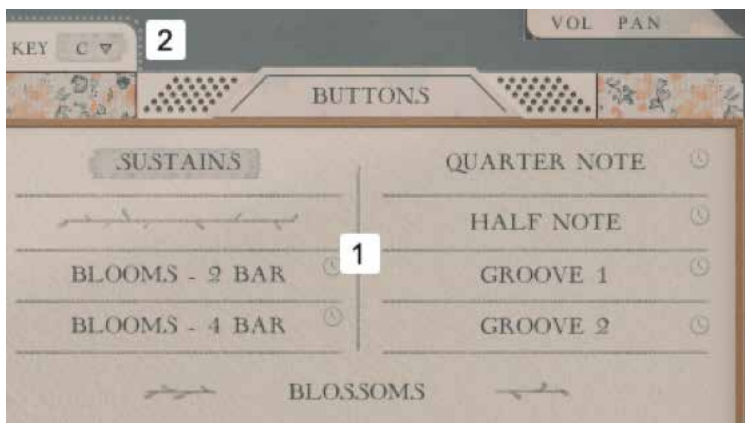 VOL PAN
KEY C 2
BUTTONS
SUSTAINS
QUARTER NOTE
HALF NOTE
1
BLOOMS - 2 BAR
GROOVE 1
BLOOMS - 4 BAR
GROOVE 2
BLOSSOMS